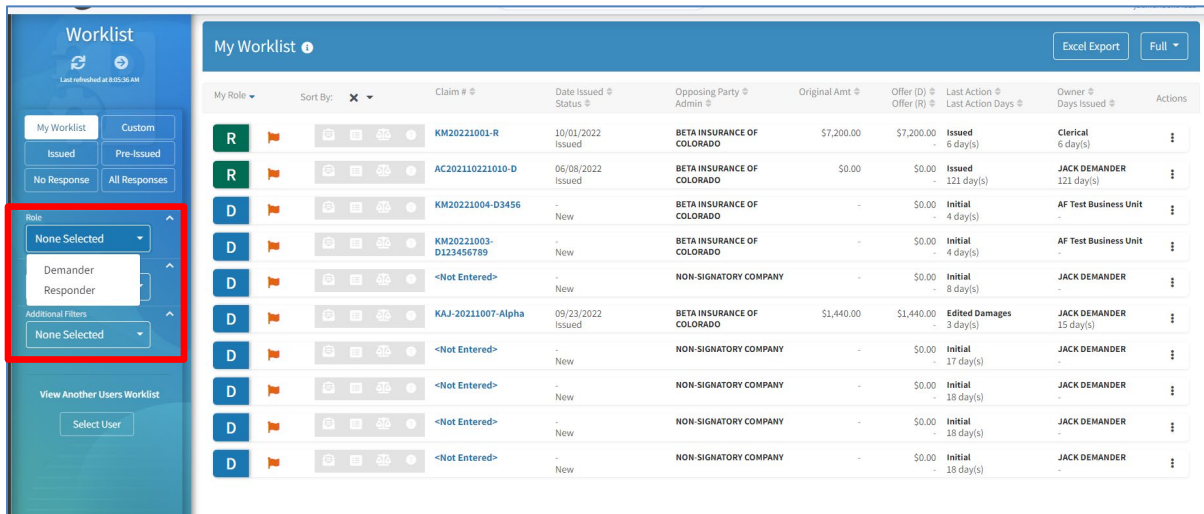 Worklist
Last refreshed at 8:05:36 AM
My Worklist Custom
Issued Pre-Issued
No Response All Responses
Role
None Selected
Demander
Responder
Additional Filters
None Selected
View Another Users Worklist
Select User
My Worklist
Excel Export Full
My Role Sort By: Claim # Date Issued Opposing Party Original Amt Offer (D) Last Action Owner Actions
Status Admin Offer (R) Last Action Days Days Issued
R KM20221001-R 10/01/2022 BETA INSURANCE OF $7,200.00 $7,200.00 Issued Clerical
Issued COLORADO - 6 day(s) 6 day(s)
R AC202110221010-D 06/08/2022 BETA INSURANCE OF $0.00 $0.00 Issued JACK DEMANDER
Issued COLORADO - 121 day(s) 121 day(s)
D KM20221004-D3456 - BETA INSURANCE OF - $0.00 Initial AF Test Business Unit
New COLORADO - 4 day(s) -
D KM20221003- - BETA INSURANCE OF - $0.00 Initial AF Test Business Unit
D123456789 New COLORADO - 4 day(s) -
D <Not Entered> - NON-SIGNATORY COMPANY - $0.00 Initial JACK DEMANDER
New - 8 day(s) -
D KAJ-20211007-Alpha 09/23/2022 BETA INSURANCE OF $1,440.00 $1,440.00 Edited Damages JACK DEMANDER
Issued COLORADO - 3 day(s) 15 day(s)
D <Not Entered> - NON-SIGNATORY COMPANY - $0.00 Initial JACK DEMANDER
New - 17 day(s) -
D <Not Entered> - NON-SIGNATORY COMPANY - $0.00 Initial JACK DEMANDER
New - 18 day(s) -
D <Not Entered> - NON-SIGNATORY COMPANY - $0.00 Initial JACK DEMANDER
New - 18 day(s) -
D <Not Entered> - NON-SIGNATORY COMPANY - $0.00 Initial JACK DEMANDER
New - 18 day(s) -